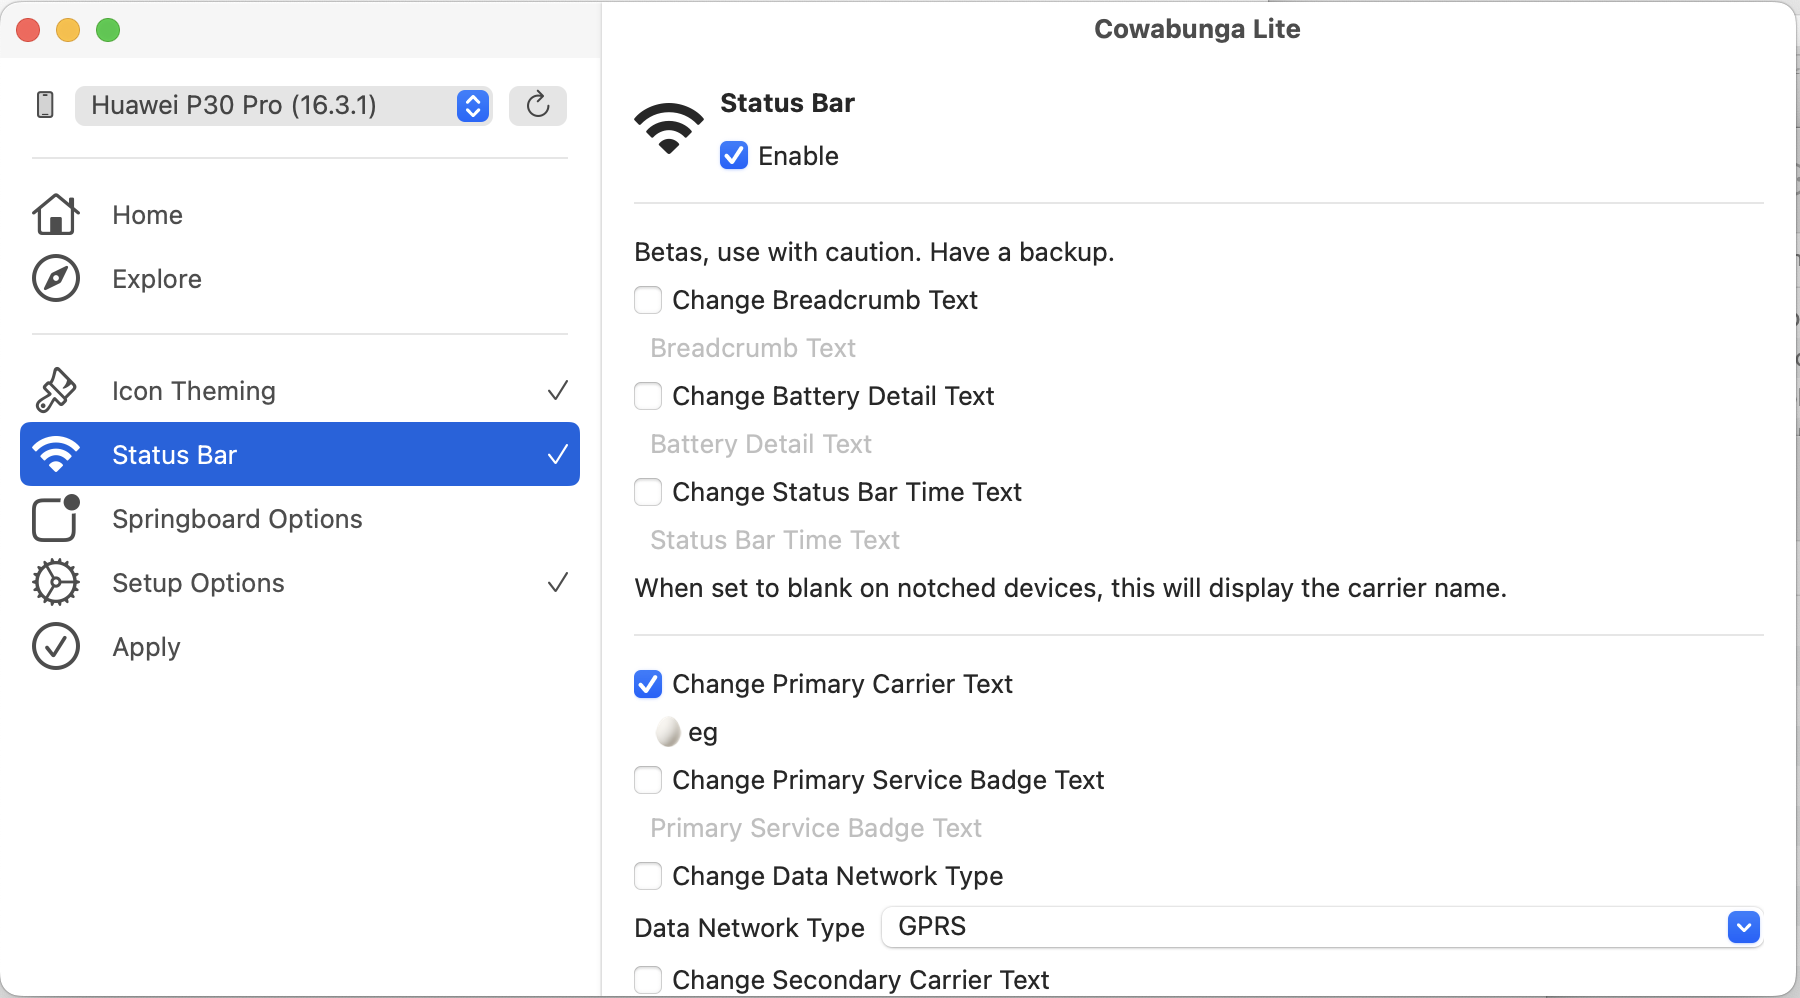 Cowabunga Lite
Huawei P30 Pro (16.3.1)
Home
Explore
Icon Theming
Status Bar
Springboard Options
Setup Options
Apply
Status Bar
Enable
Betas, use with caution. Have a backup.
Change Breadcrumb Text
Breadcrumb Text
Change Battery Detail Text
Battery Detail Text
Change Status Bar Time Text
Status Bar Time Text
When set to blank on notched devices, this will display the carrier name.
Change Primary Carrier Text
🥚 eg
Change Primary Service Badge Text
Primary Service Badge Text
Change Data Network Type
Data Network Type GPRS
Change Secondary Carrier Text